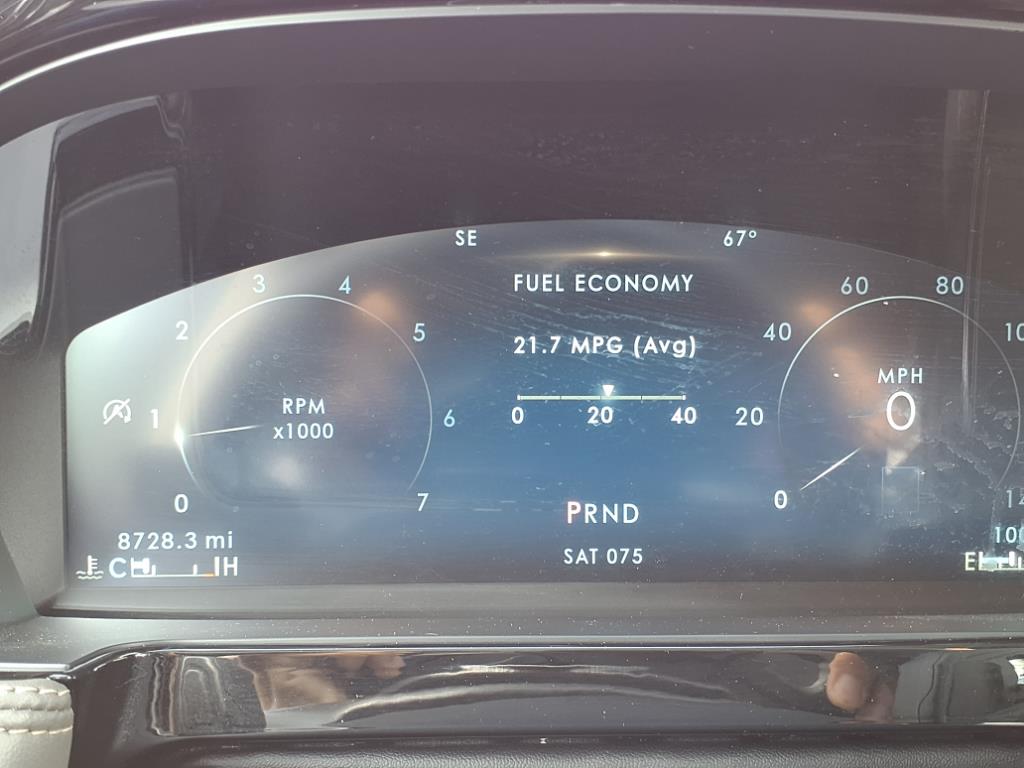 SE 67°
FUEL ECONOMY
21.7 MPG (Avg)
0 20 40
0 1 2 3 4 5 6 7
RPM
x1000
0 20 40 60 80
MPH
0
PRND
SAT 075
8728.3 mi
C H
E